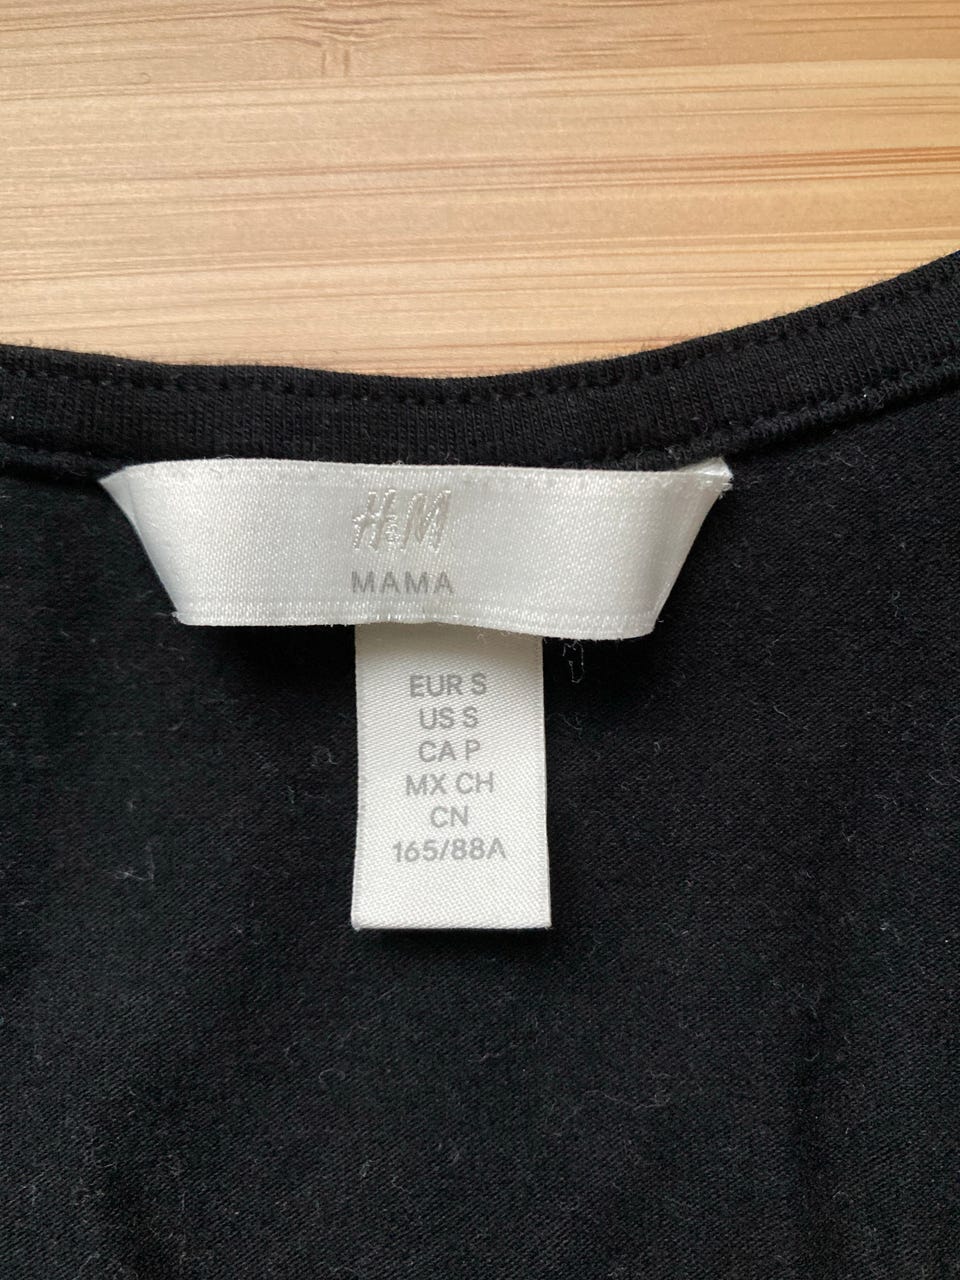 H&M
MAMA
EUR S
US S
CA P
MX CH
CN
165/88A